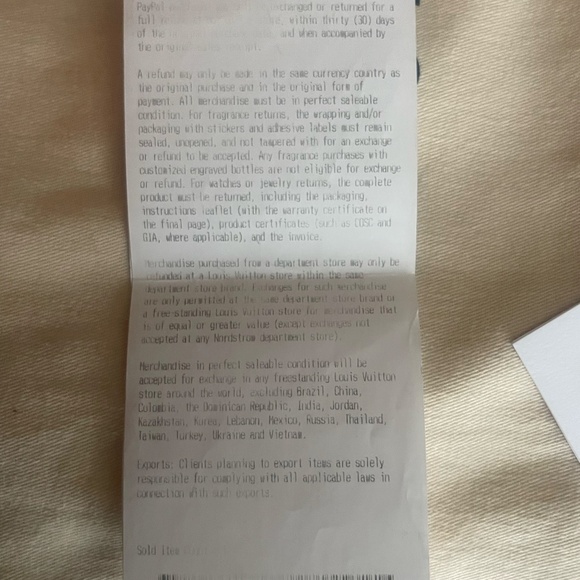 PayPal exchanged or returned for a
full within thirty (30) days
of the and when accompanied by
the original
A refund may only be made in the same currency country as
the original purchase and in the original form of
payment. All merchandise must be in perfect saleable
condition. For fragrance returns, the wrapping and/or
packaging with stickers and adhesive labels must remain
sealed, unopened, and not tampered with for an exchange
or refund to be accepted. Any fragrance purchases with
customized engraved bottles are not eligible for exchange
or refund. For watches or jewelry returns, the complete
product must be returned, including the packaging,
instructions leaflet (with the warranty certificate on
the final page), product certificates (such as COSC and
GIA, where applicable), and the invoice.
Merchandise purchased from a department store may only be
refunded at a Louis Vuitton store within the same
department store brand. Exchanges for such merchandise
are only permitted at the same department store brand or
a free-standing Louis Vuitton store for merchandise that
is of equal or greater value (except exchanges not
accepted at any Nordstrom department store).
Merchandise in perfect saleable condition will be
accepted for exchange in any freestanding Louis Vuitton
store around the world, excluding Brazil, China,
Colombia, the Dominican Republic, India, Jordan,
Kazakhstan, Korea, Lebanon, Mexico, Russia, Thailand,
Taiwan, Turkey, Ukraine and Vietnam.
Exports: Clients planning to export items are solely
responsible for complying with all applicable laws in
connection with such exports.
Sold item